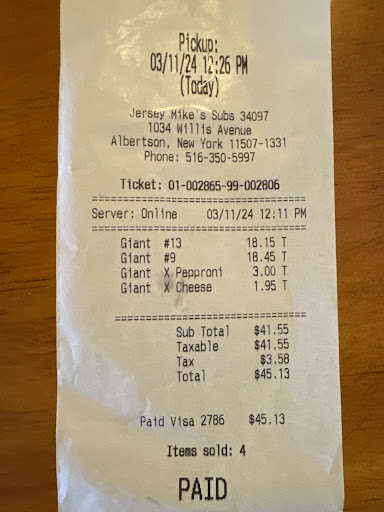 Pickup:
03/11/24 12:26 PM
(Today)
Jersey Mike's Subs 34097
1034 Willis Avenue
Albertson, New York 11507-1331
Phone: 516-350-5997
Ticket: 01-002865-99-002806
Server: Online 03/11/24 12:11 PM
Giant #13 18.15 T
Giant #9 18.45 T
Giant X Pepproni 3.00 T
Giant X Cheese 1.95 T
Sub Total $41.55
Taxable $41.55
Tax $3.58
Total $45.13
Paid Visa 2786 $45.13
Items sold: 4
PAID